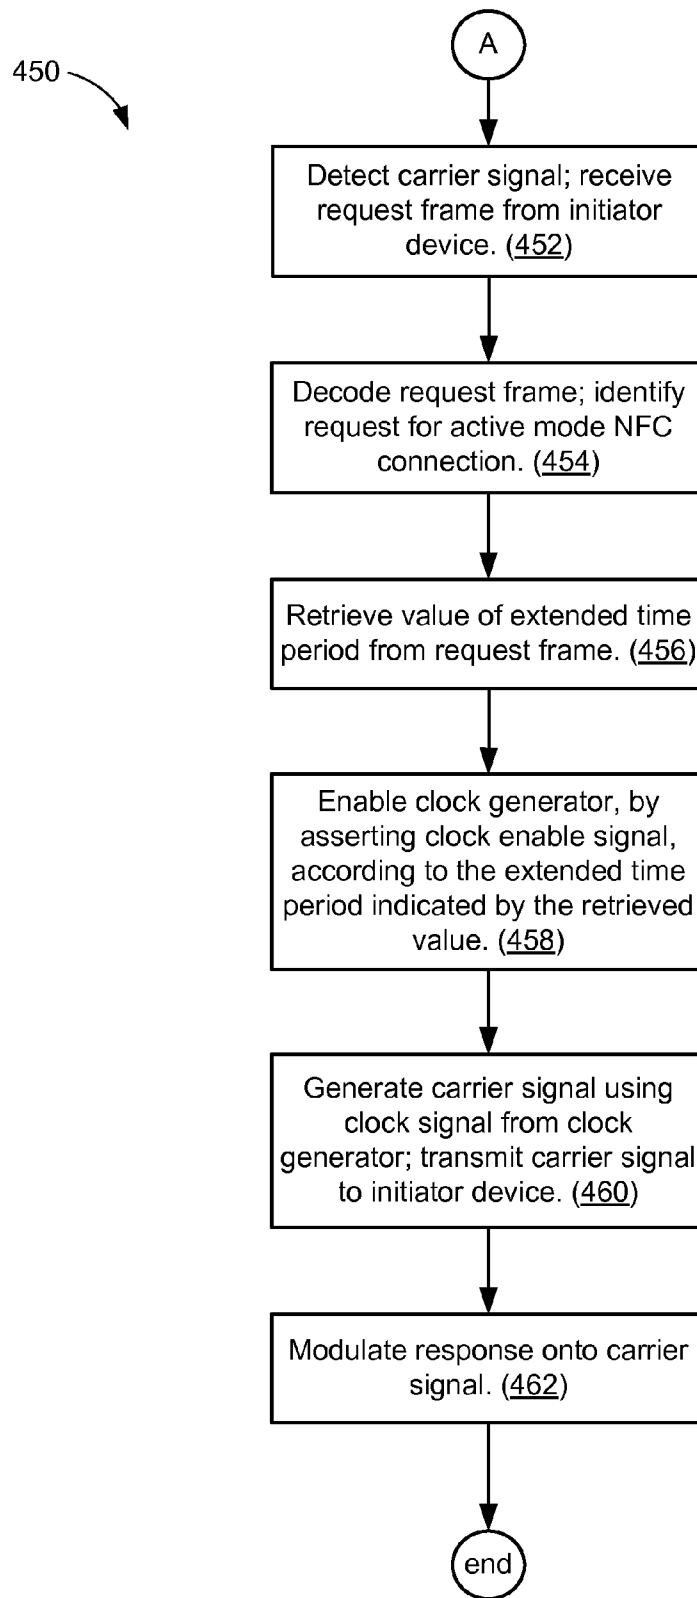 A
450
Detect carrier signal; receive
request frame from initiator
device. (452)
Decode request frame; identify
request for active mode NFC
connection. (454)
Retrieve value of extended time
period from request frame. (456)
Enable clock generator, by
asserting clock enable signal,
according to the extended time
period indicated by the retrieved
value. (458)
Generate carrier signal using
clock signal from clock
generator; transmit carrier signal
to initiator device. (460)
Modulate response onto carrier
signal. (462)
end